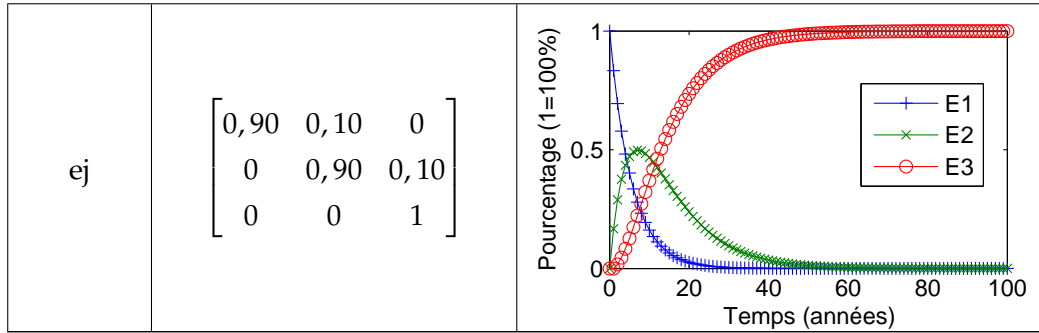 ej
0,90 0,10 0
0 0,90 0,10
0 0 1
Pourcentage (1=100%)
1
0.5
0
0 20 40 60 80 100
Temps (années)
E1
E2
E3